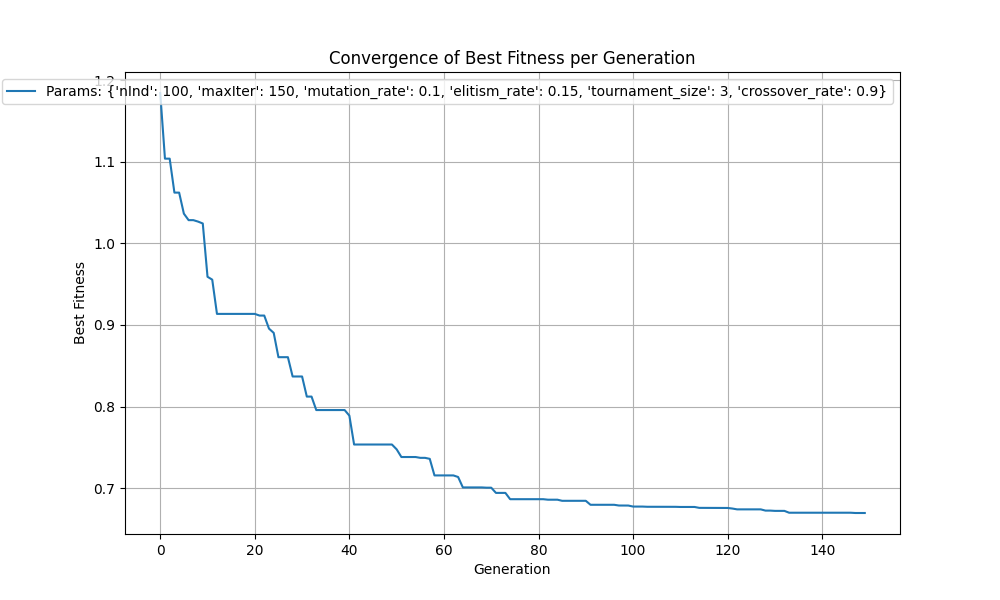 Convergence of Best Fitness per Generation
1.2
Params: {'nInd': 100, 'maxIter': 150, 'mutation_rate': 0.1, 'elitism_rate': 0.15, 'tournament_size': 3, 'crossover_rate': 0.9}
1.1
1.0
0.9
0.8
0.7
Best Fitness
0 20 40 60 80 100 120 140
Generation